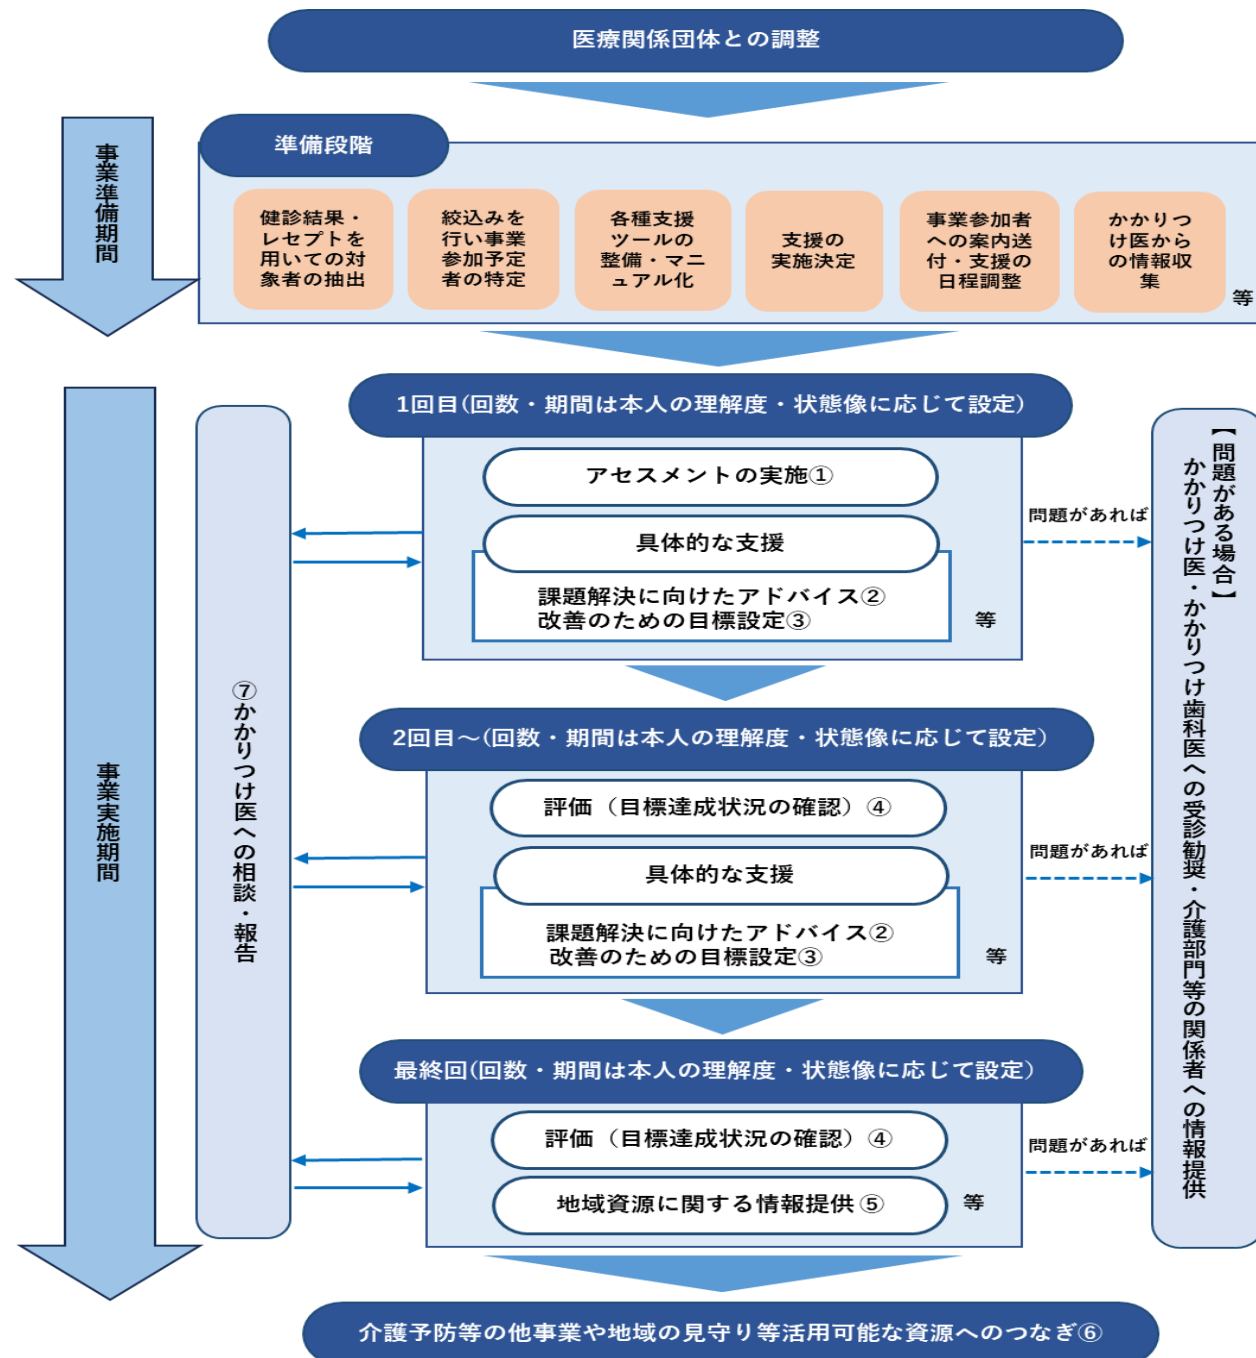 医療関係団体との調整
事業準備期間
準備段階
健診結果・
レセプトを
用いての対
象者の抽出
絞込みを
行い事業
参加予定
者の特定
各種支援
ツールの
整備・マニ
ュアル化
支援の
実施決定
事業参加者
への案内送
付・支援の
日程調整
かかりつ
け医から
の情報収
集
等
事業実施期間
⑦かかりつけ医への相談・報告
1回目(回数・期間は本人の理解度・状態像に応じて設定)
アセスメントの実施①
具体的な支援
課題解決に向けたアドバイス②
改善のための目標設定③
等
問題があれば
【問題がある場合】
かかりつけ医・かかりつけ歯科医への受診勧奨・介護部門等の関係者への情報提供
2回目～(回数・期間は本人の理解度・状態像に応じて設定)
評価（目標達成状況の確認）④
具体的な支援
課題解決に向けたアドバイス②
改善のための目標設定③
等
問題があれば
最終回(回数・期間は本人の理解度・状態像に応じて設定)
評価（目標達成状況の確認）④
地域資源に関する情報提供⑤
等
問題があれば
介護予防等の他事業や地域の見守り等活用可能な資源へのつなぎ⑥